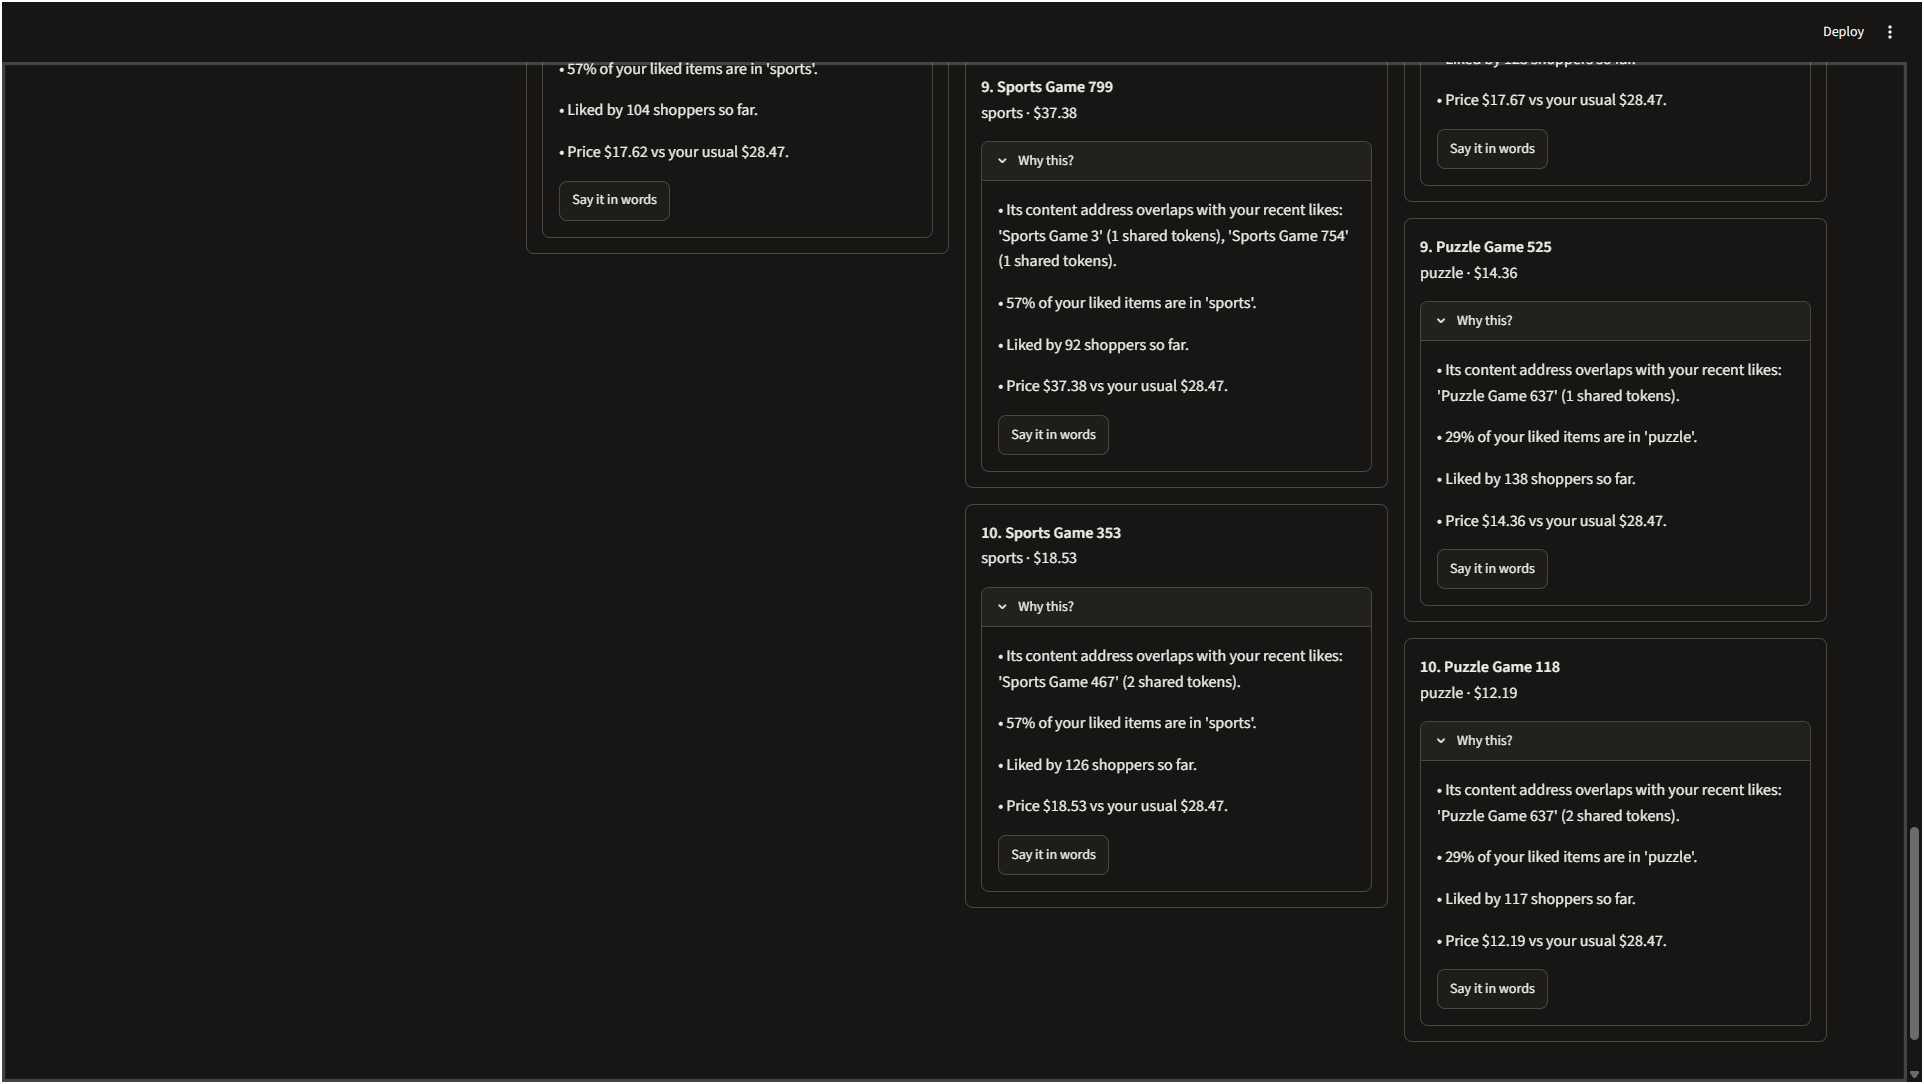 Deploy
• 57% of your liked items are in 'sports'.
• Liked by 104 shoppers so far.
• Price $17.62 vs your usual $28.47.
Say it in words
9. Sports Game 799
sports · $37.38
Why this?
• Its content address overlaps with your recent likes:
'Sports Game 3' (1 shared tokens), 'Sports Game 754'
(1 shared tokens).
• 57% of your liked items are in 'sports'.
• Liked by 92 shoppers so far.
• Price $37.38 vs your usual $28.47.
Say it in words
10. Sports Game 353
sports · $18.53
Why this?
• Its content address overlaps with your recent likes:
'Sports Game 467' (2 shared tokens).
• 57% of your liked items are in 'sports'.
• Liked by 126 shoppers so far.
• Price $18.53 vs your usual $28.47.
Say it in words
shoppers so far.
• Price $17.67 vs your usual $28.47.
Say it in words
9. Puzzle Game 525
puzzle · $14.36
Why this?
• Its content address overlaps with your recent likes:
'Puzzle Game 637' (1 shared tokens).
• 29% of your liked items are in 'puzzle'.
• Liked by 138 shoppers so far.
• Price $14.36 vs your usual $28.47.
Say it in words
10. Puzzle Game 118
puzzle · $12.19
Why this?
• Its content address overlaps with your recent likes:
'Puzzle Game 637' (2 shared tokens).
• 29% of your liked items are in 'puzzle'.
• Liked by 117 shoppers so far.
• Price $12.19 vs your usual $28.47.
Say it in words